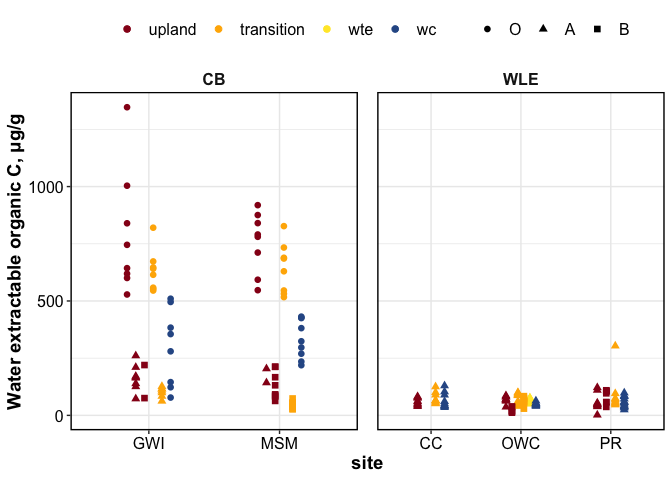 upland transition wte wc O A B
CB WLE
Water extractable organic C, µg/g
1000
500
0
GWI MSM CC OWC PR
site